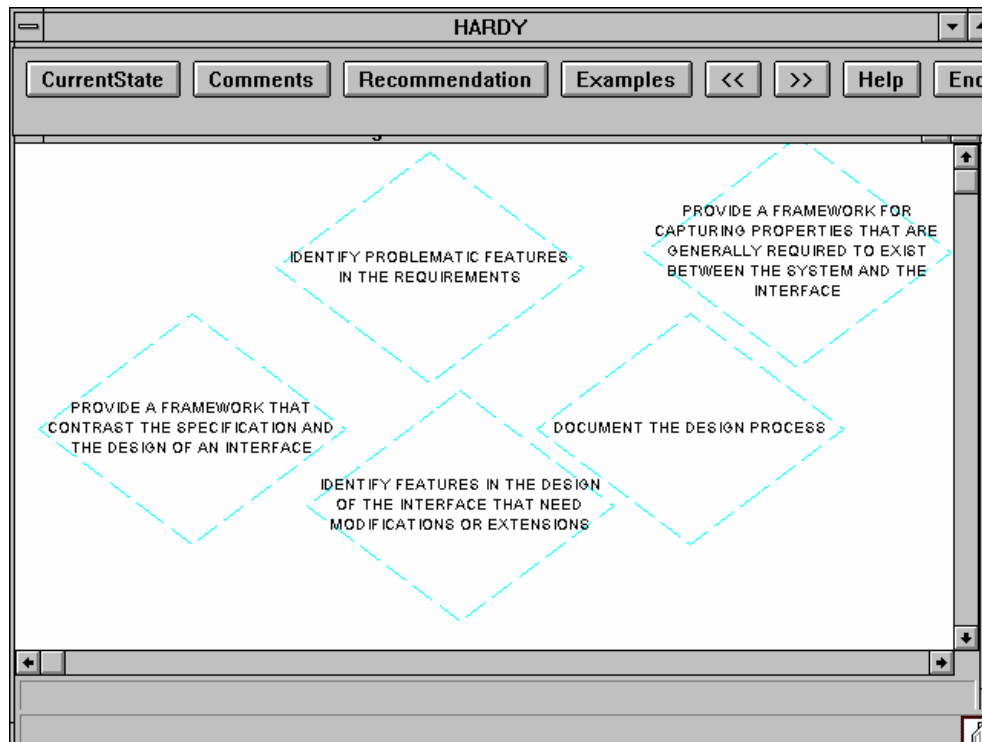 HARDY
CurrentState Comments Recommendation Examples << >> Help
IDENTIFY PROBLEMATIC FEATURES
IN THE REQUIREMENTS
PROVIDE A FRAMEWORK FOR
CAPTURING PROPERTIES THAT ARE
GENERALLY REQUIRED TO EXIST
BETWEEN THE SYSTEM AND THE
INTERFACE
PROVIDE A FRAMEWORK THAT
CONTRAST THE SPECIFICATION AND
THE DESIGN OF AN INTERFACE
DOCUMENT THE DESIGN PROCESS
IDENTIFY FEATURES IN THE DESIGN
OF THE INTERFACE THAT NEED
MODIFICATIONS OR EXTENSIONS